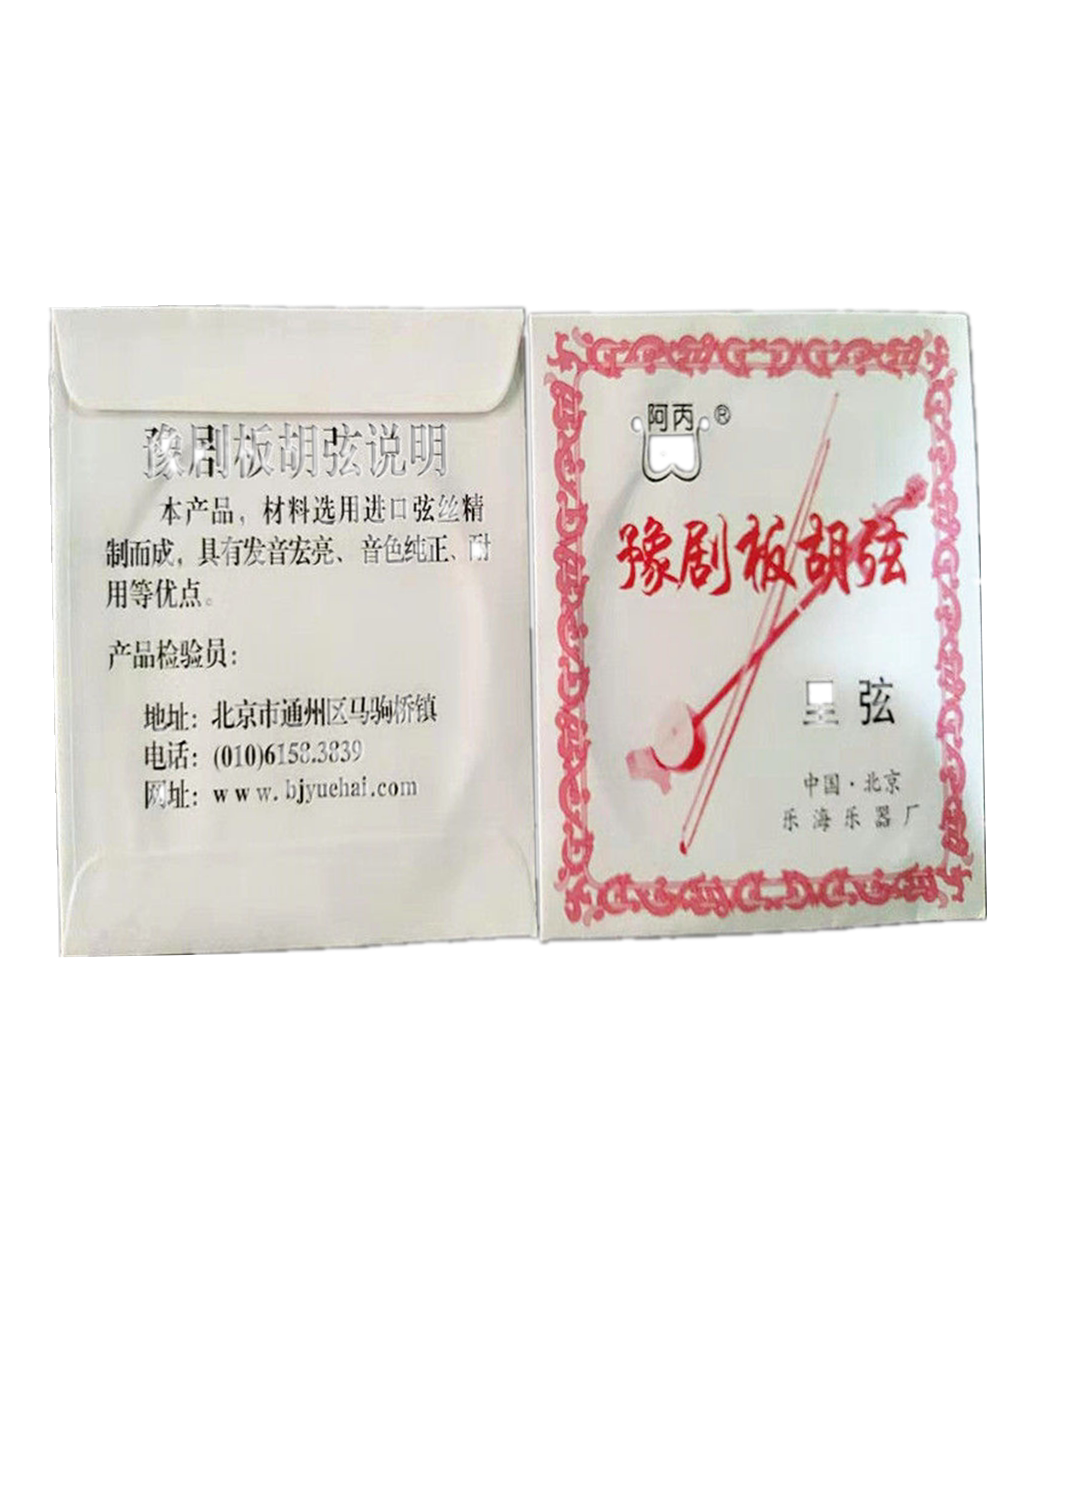 豫剧板胡弦说明
本产品，材料选用进口弦丝精
制而成，具有发音宏亮、音色纯正、耐
用等优点。
产品检验员：
地址：北京市通州区马驹桥镇
电话：(010)6158.3839
网址：www.bjyuehai.com
阿丙®
豫剧板胡弦
里 弦
中国·北京
乐海乐器厂